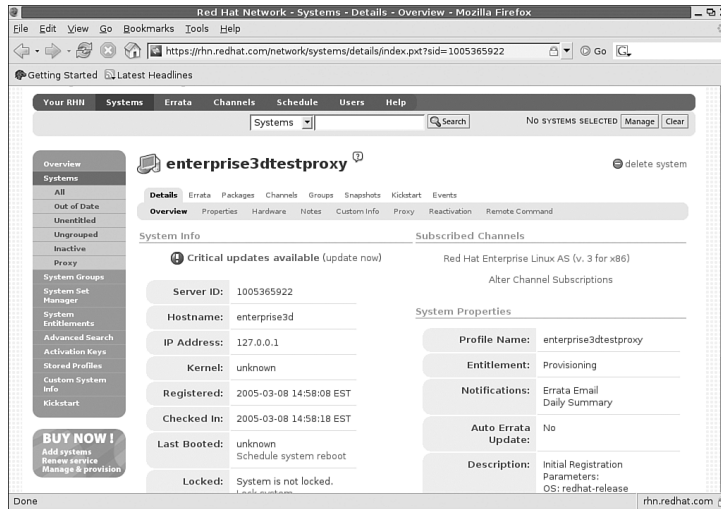 Red Hat Network - Systems - Details - Overview - Mozilla Firefox
File Edit View Go Bookmarks Tools Help
https://rhn.redhat.com/network/systems/details/index.pxt?sid=1005365922
Go
G
Getting Started Latest Headlines
Your RHN Systems Errata Channels Schedule Users Help
Systems Search NO SYSTEMS SELECTED Manage Clear
Overview
Systems
All
Out of Date
Unentitled
Ungrouped
Inactive
Proxy
System Groups
System Set
Manager
System
Entitlements
Advanced Search
Activation Keys
Stored Profiles
Custom System
Info
Kickstart
BUY NOW!
Add systems
Renew service
Manage & provision
enterprise3dtestproxy ?
delete system
Details Errata Packages Channels Groups Snapshots Kickstart Events
Overview Properties Hardware Notes Custom Info Proxy Reactivation Remote Command
System Info
Critical updates available (update now)
Server ID: 1005365922
Hostname: enterprise3d
IP Address: 127.0.0.1
Kernel: unknown
Registered: 2005-03-08 14:58:08 EST
Checked In: 2005-03-08 14:58:18 EST
Last Booted: unknown
Schedule system reboot
Locked: System is not locked.
Lock system
Subscribed Channels
Red Hat Enterprise Linux AS (v. 3 for x86)
Alter Channel Subscriptions
System Properties
Profile Name: enterprise3dtestproxy
Entitlement: Provisioning
Notifications: Errata Email
Daily Summary
Auto Errata No
Update:
Description: Initial Registration
Parameters:
OS: redhat-release
Done
rhn.redhat.com